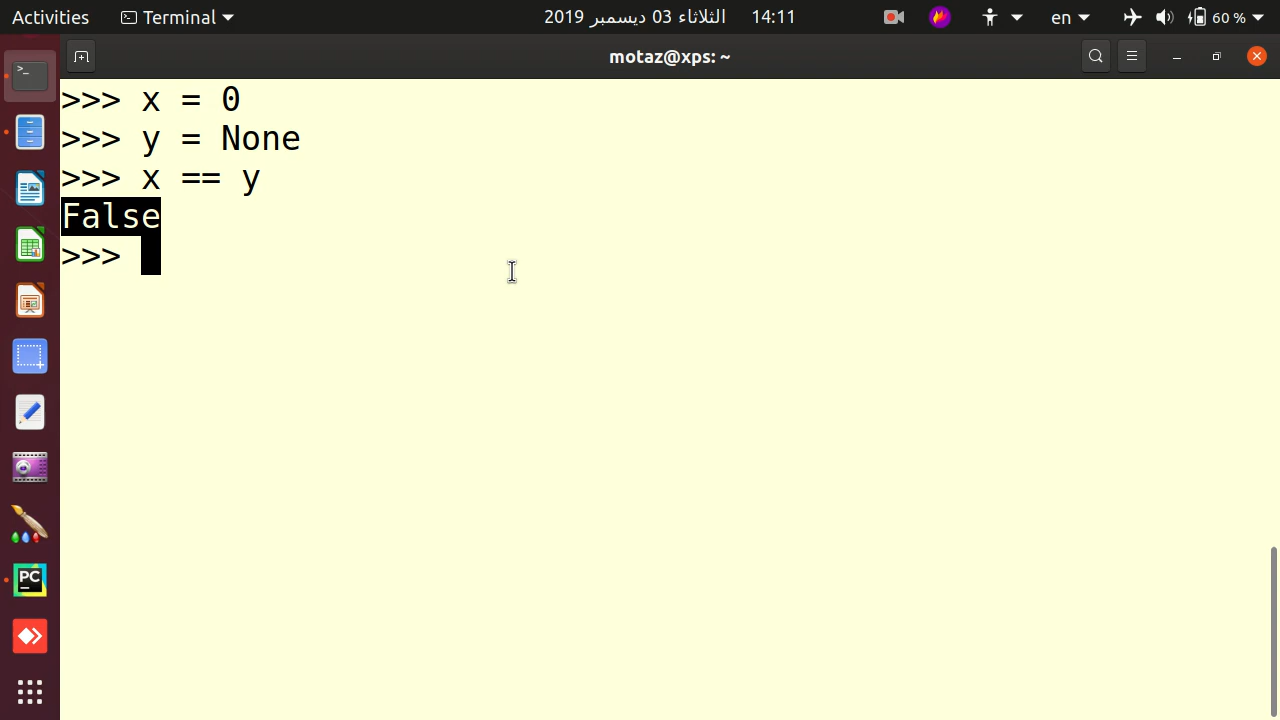 Activities
Terminal
الثلاثاء 03 ديسمبر 2019
14:11
en
60 %
motaz@xps: ~
>>> x = 0
>>> y = None
>>> x == y
False
>>>
>_
PC